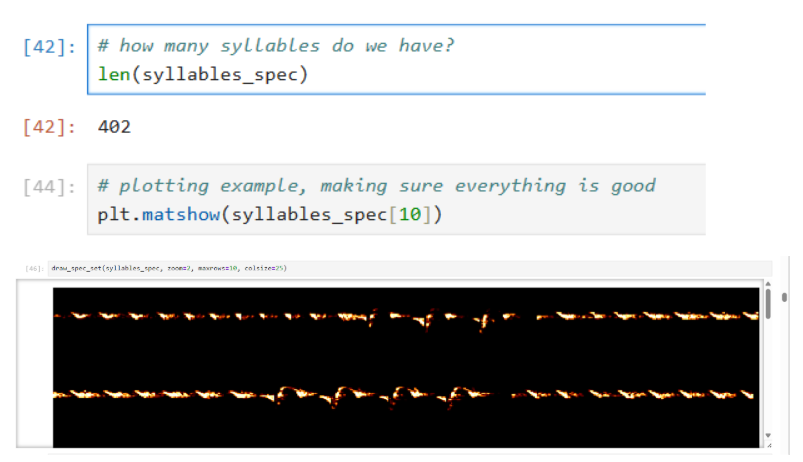 [42]: # how many syllables do we have?
len(syllables_spec)
[42]: 402
[44]: # plotting example, making sure everything is good
plt.matshow(syllables_spec[10])
[46]: draw_spec_set(syllables_spec, zoom=2, maxrows=10, colsize=25)